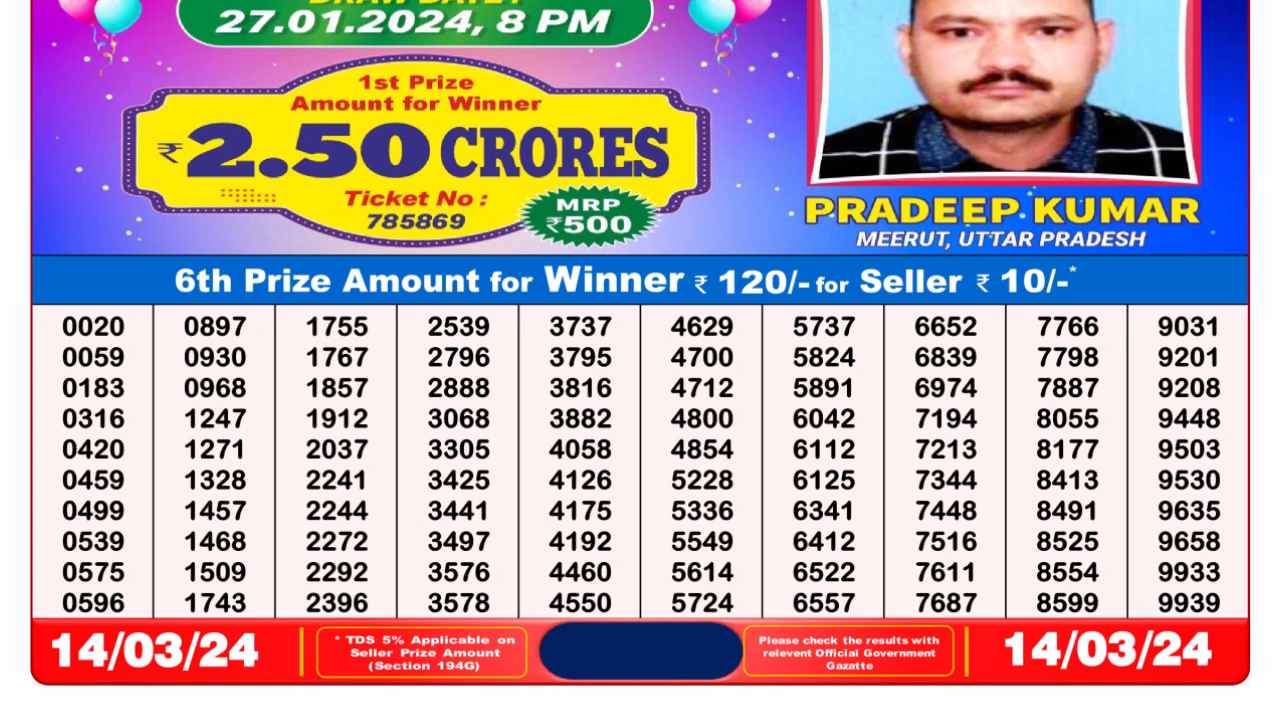 27.01.2024, 8 PM
1st Prize
Amount for Winner
₹2.50 CRORES
Ticket No :
785869
MRP
₹500
PRADEEP KUMAR
MEERUT, UTTAR PRADESH
6th Prize Amount for Winner ₹ 120/- for Seller ₹ 10/-*
0020 0897 1755 2539 3737 4629 5737 6652 7766 9031
0059 0930 1767 2796 3795 4700 5824 6839 7798 9201
0183 0968 1857 2888 3816 4712 5891 6974 7887 9208
0316 1247 1912 3068 3882 4800 6042 7194 8055 9448
0420 1271 2037 3305 4058 4854 6112 7213 8177 9503
0459 1328 2241 3425 4126 5228 6125 7344 8413 9530
0499 1457 2244 3441 4175 5336 6341 7448 8491 9635
0539 1468 2272 3497 4192 5549 6412 7516 8525 9658
0575 1509 2292 3576 4460 5614 6522 7611 8554 9933
0596 1743 2396 3578 4550 5724 6557 7687 8599 9939
14/03/24
* TDS 5% Applicable on
Seller Prize Amount
(Section 194G)
Please check the results with
relevent Official Government
Gazatte
14/03/24